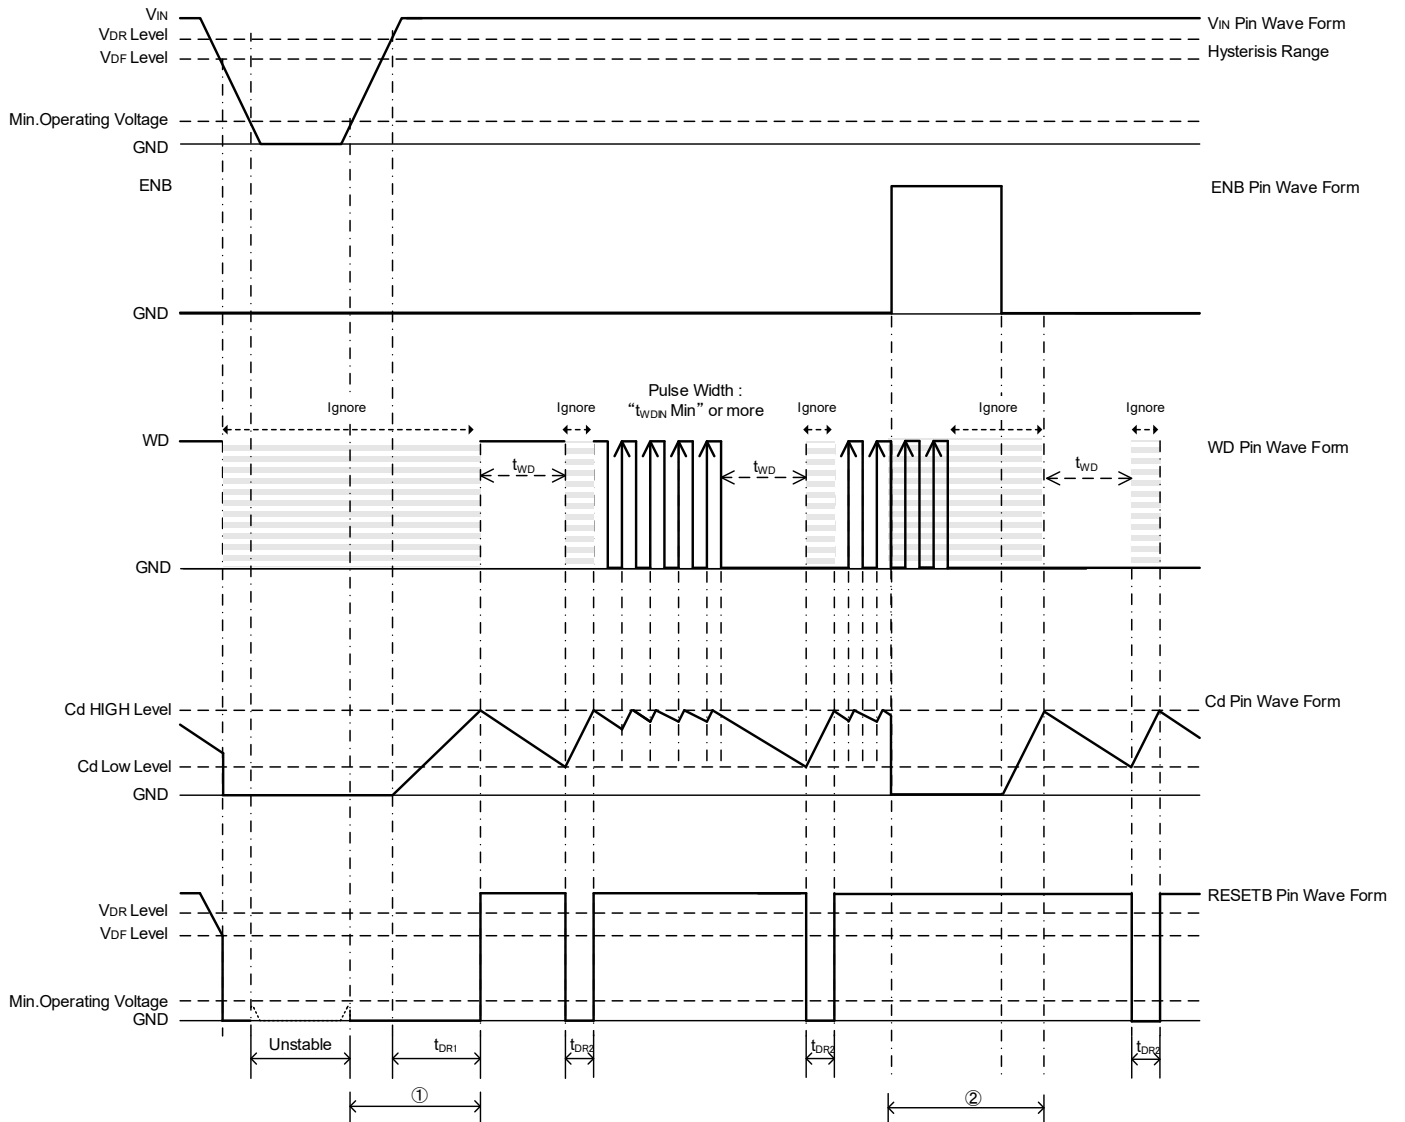 VIN
VIN Pin Wave Form
VDR Level
Hysterisis Range
VDF Level
Min.Operating Voltage
GND
ENB
ENB Pin Wave Form
GND
Pulse Width :
“tWDIN Min” or more
Ignore
Ignore
Ignore
Ignore
Ignore
WD
WD Pin Wave Form
tWD
tWD
tWD
GND
Cd HIGH Level
Cd Pin Wave Form
Cd Low Level
GND
RESETB Pin Wave Form
VDR Level
VDF Level
Min.Operating Voltage
GND
Unstable
tDR1
tDR2
tDR2
tDR2
①
②